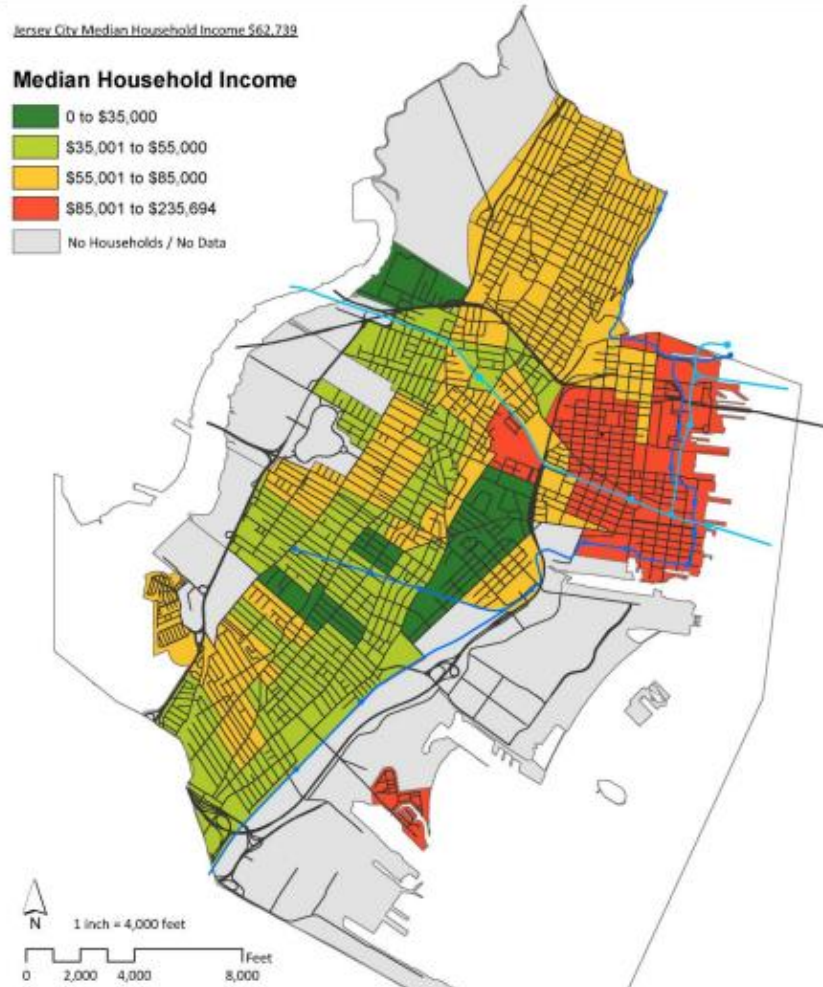 Jersey City Median Household Income $62,739
Median Household Income
0 to $35,000
$35,001 to $55,000
$55,001 to $85,000
$85,001 to $235,694
No Households / No Data
N
1 inch = 4,000 feet
Feet
0 2,000 4,000 8,000